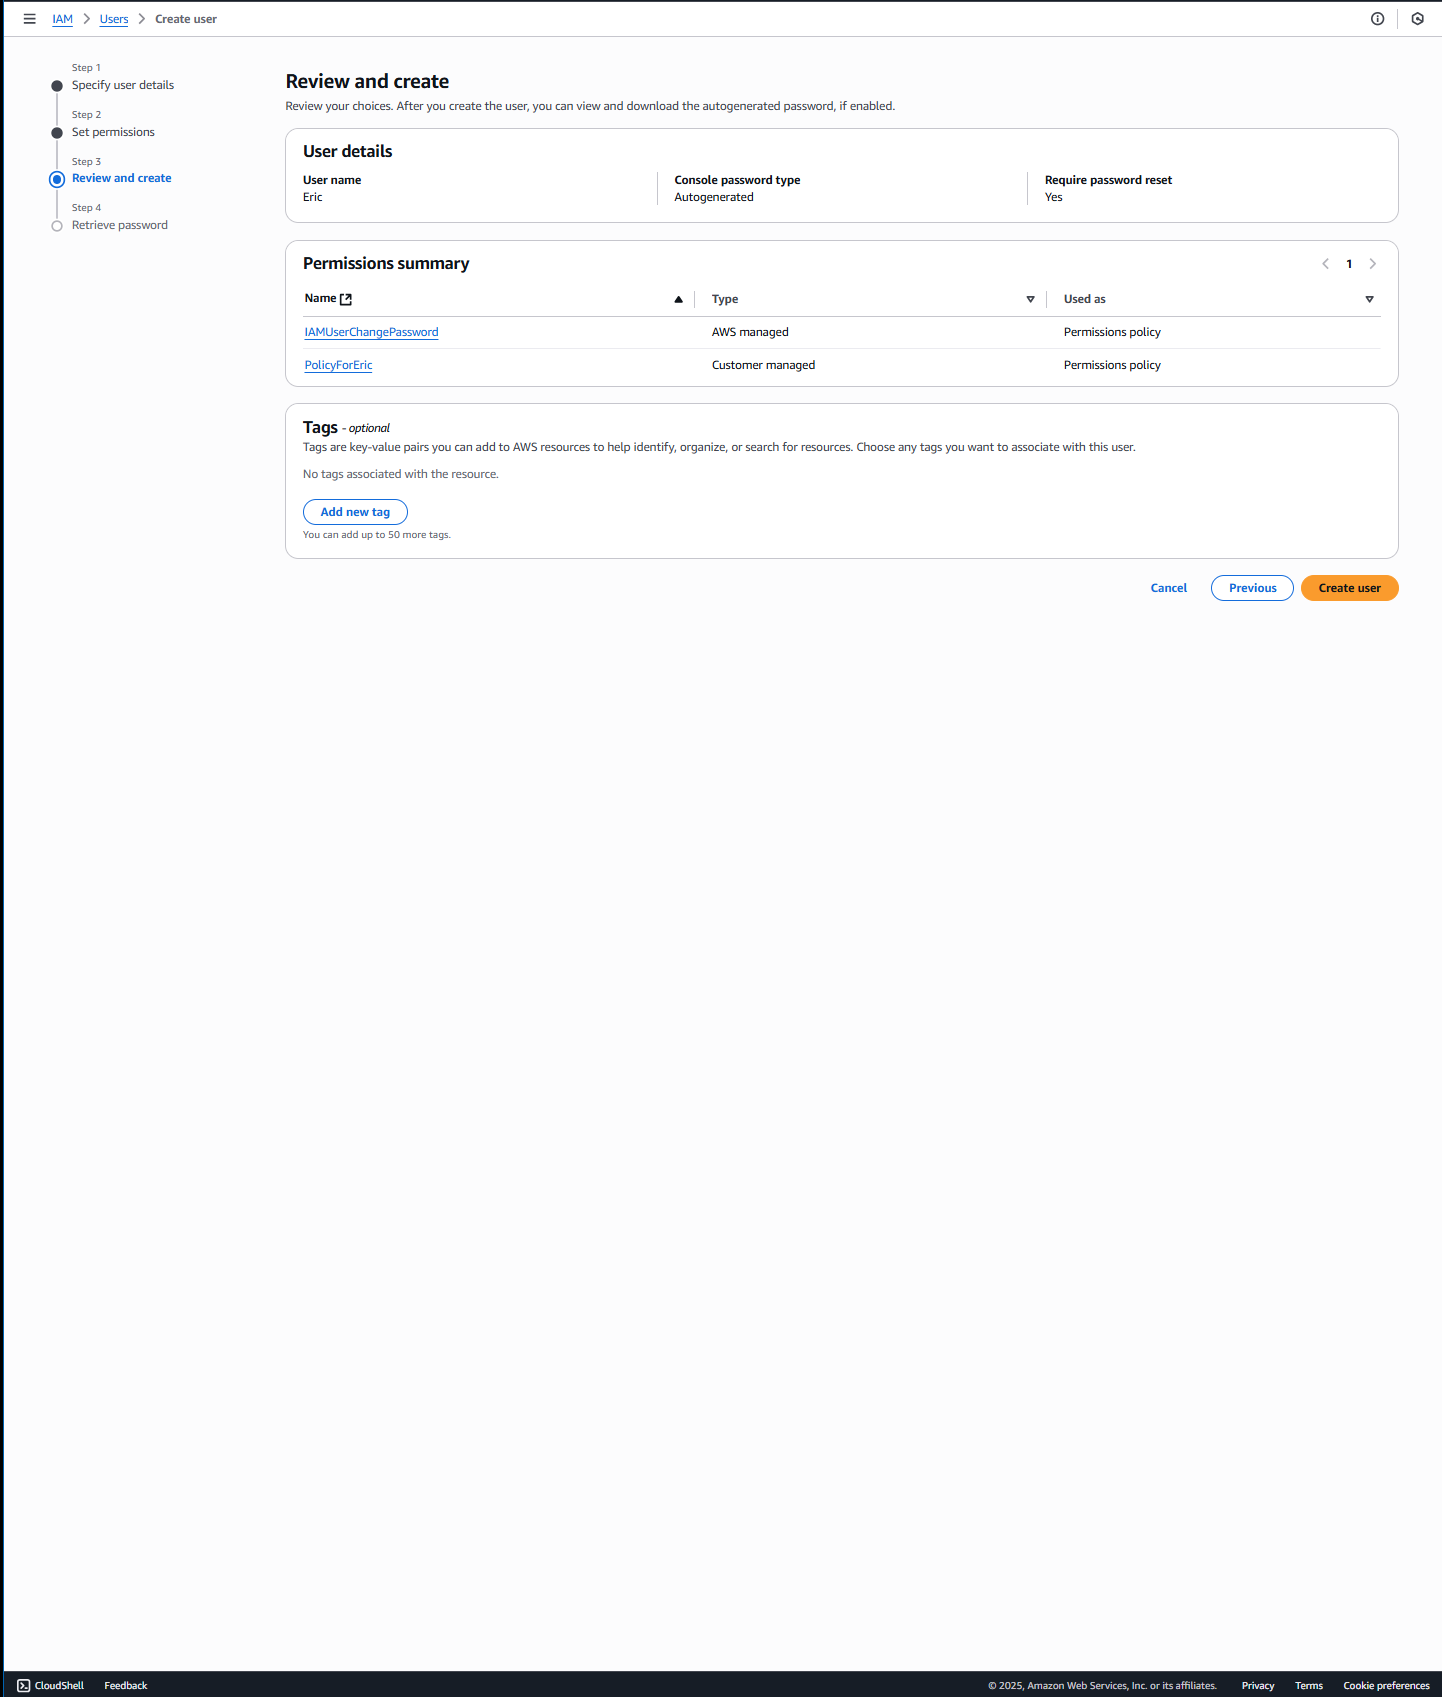 IAM > Users > Create user
Step 1
Specify user details
Step 2
Set permissions
Step 3
Review and create
Step 4
Retrieve password
Review and create
Review your choices. After you create the user, you can view and download the autogenerated password, if enabled.
User details
User name
Eric
Console password type
Autogenerated
Require password reset
Yes
Permissions summary
1
Name Type Used as
IAMUserChangePassword AWS managed Permissions policy
PolicyForEric Customer managed Permissions policy
Tags - optional
Tags are key-value pairs you can add to AWS resources to help identify, organize, or search for resources. Choose any tags you want to associate with this user.
No tags associated with the resource.
Add new tag
You can add up to 50 more tags.
Cancel Previous Create user
CloudShell Feedback © 2025, Amazon Web Services, Inc. or its affiliates. Privacy Terms Cookie preferences